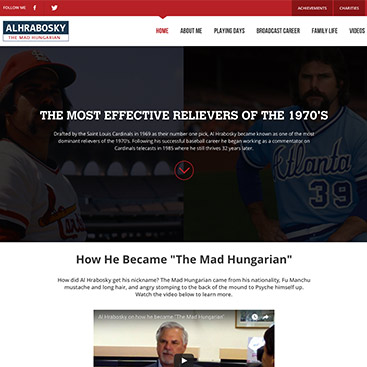 FOLLOW ME
ACHIEVEMENTS
CHARITIES
ALHRABOSKY
THE MAD HUNGARIAN
HOME
ABOUT ME
PLAYING DAYS
BROADCAST CAREER
FAMILY LIFE
VIDEOS
THE MOST EFFECTIVE RELIEVERS OF THE 1970'S
Drafted by the Saint Louis Cardinals in 1969 as their number one pick, Al Hrabosky became known as one of the most
dominant relievers of the 1970's. Following his successful baseball career he began working as a commentator on
Cardinals telecasts in 1985 where he still thrives 32 years later.
Atlanta
39
How He Became "The Mad Hungarian"
How did Al Hrabosky get his nickname? The Mad Hungarian came from his nationality, Fu Manchu
mustache and long hair, and angry stomping to the back of the mound to Psyche himself up.
Watch the video below to learn more.
Al Hrabosky on how he became 'The Mad Hungarian'